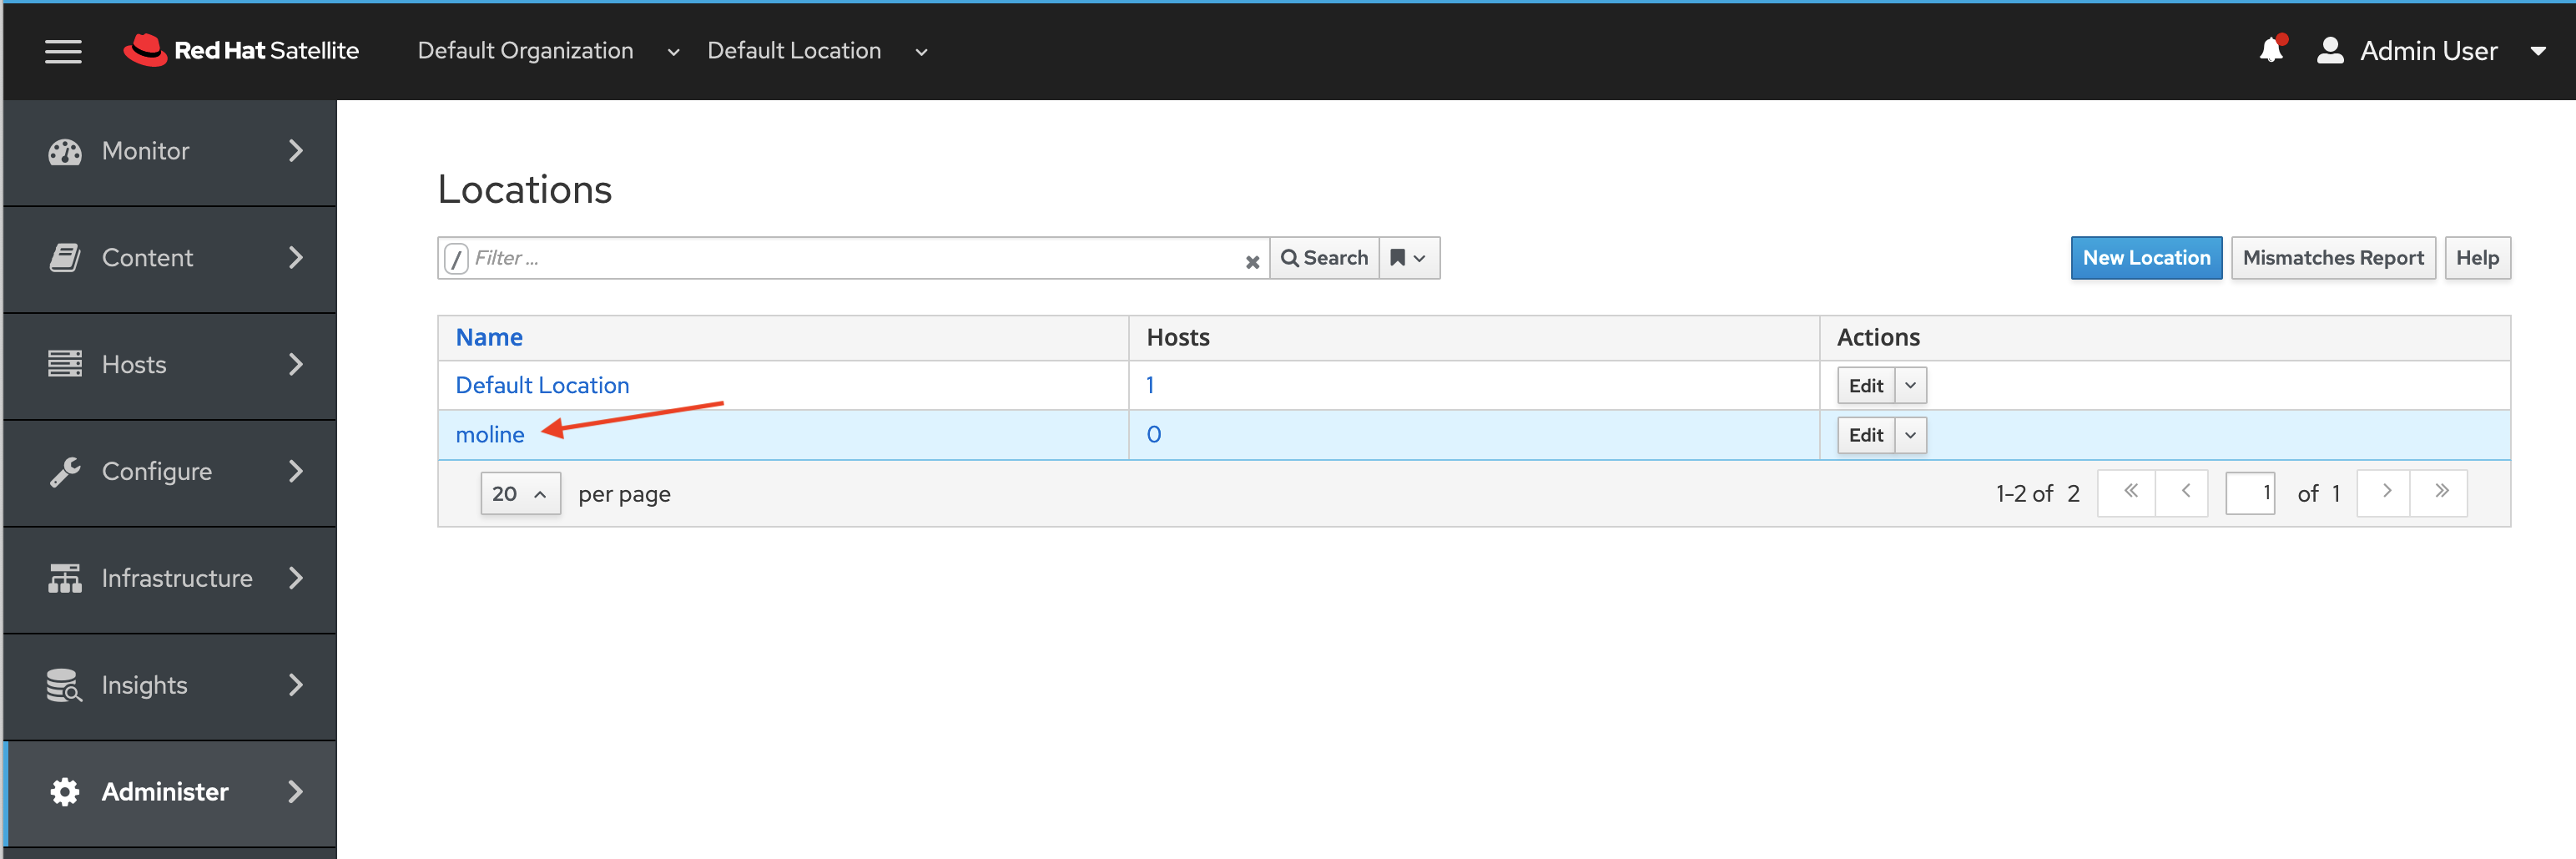 Red Hat Satellite Default Organization Default Location Admin User
Monitor
Content
Hosts
Configure
Infrastructure
Insights
Administer
Locations
/ Filter ... Search New Location Mismatches Report Help
Name Hosts Actions
Default Location 1 Edit
moline 0 Edit
20 per page 1-2 of 2 « < 1 of 1 > »